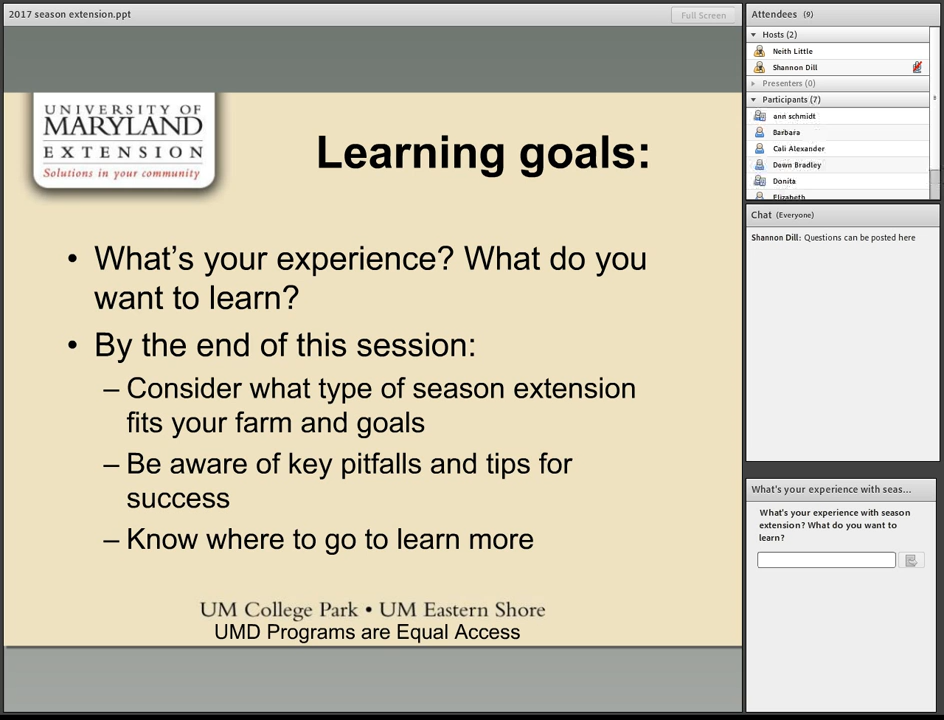 2017 season extension.ppt
Full Screen
UNIVERSITY OF
MARYLAND
EXTENSION
Solutions in your community
Learning goals:
• What’s your experience? What do you
want to learn?
• By the end of this session:
– Consider what type of season extension
fits your farm and goals
– Be aware of key pitfalls and tips for
success
– Know where to go to learn more
UM College Park • UM Eastern Shore
UMD Programs are Equal Access
Attendees (9)
Hosts (2)
Neith Little
Shannon Dill
Presenters (0)
Participants (7)
ann schmidt
Barbara
Cali Alexander
Dawn Bradley
Donita
Elizabeth
Chat (Everyone)
Shannon Dill: Questions can be posted here
What's your experience with seas...
What's your experience with season
extension? What do you want to
learn?